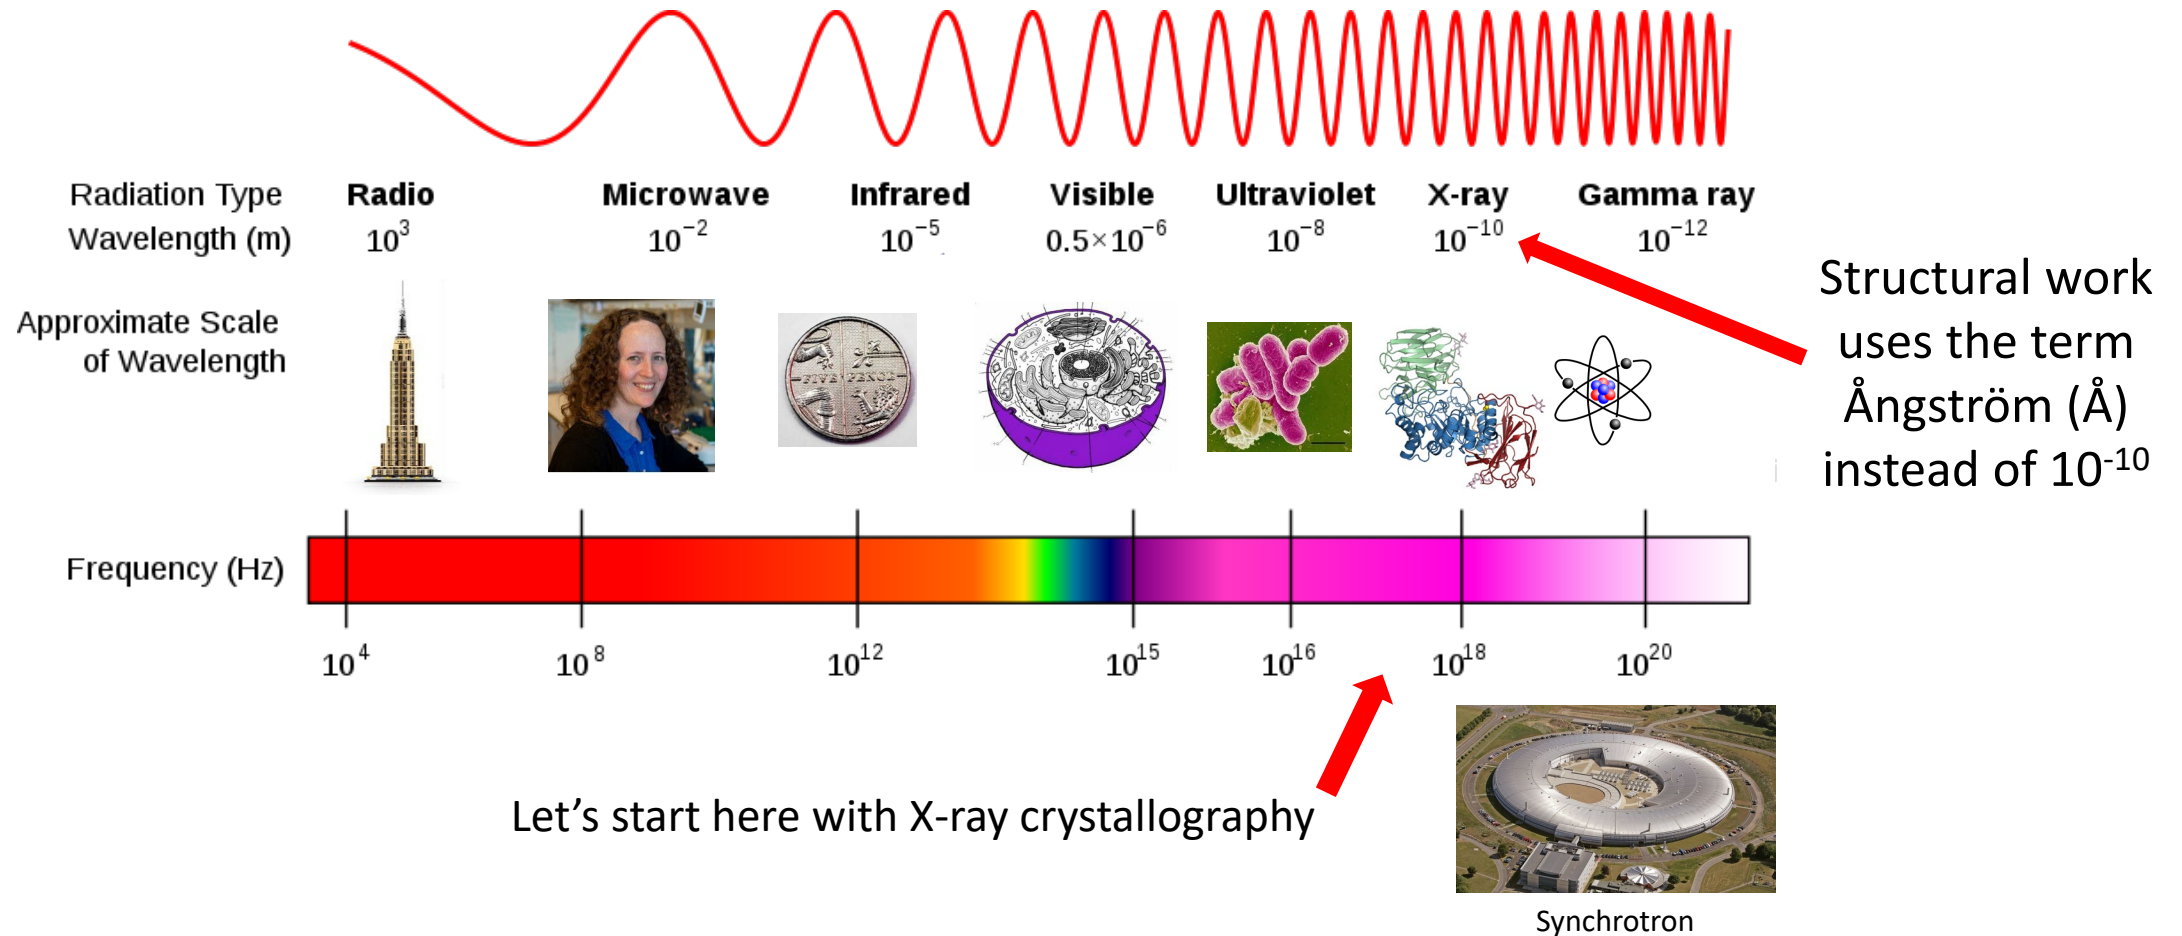 Radiation Type Radio Microwave Infrared Visible Ultraviolet X-ray Gamma ray
Wavelength (m) 10³ 10⁻² 10⁻⁵ 0.5×10⁻⁶ 10⁻⁸ 10⁻¹⁰ 10⁻¹²
Approximate Scale
of Wavelength
FIVE PENCE
Structural work
uses the term
Ångström (Å)
instead of 10⁻¹⁰
Frequency (Hz)
10⁴ 10⁸ 10¹² 10¹⁵ 10¹⁶ 10¹⁸ 10²⁰
Let’s start here with X-ray crystallography
Synchrotron